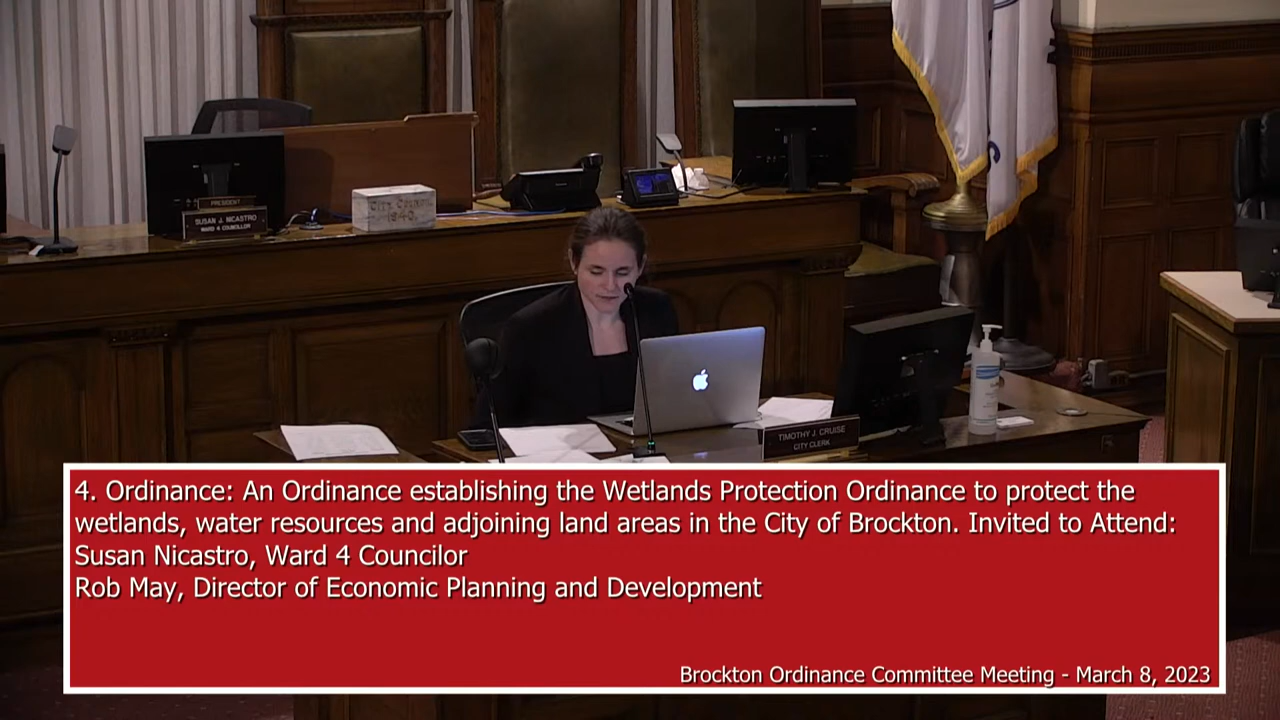 PRESIDENT
SUSAN J. NICASTRO
WARD 4 COUNCILLOR
City Council
1940
TIMOTHY J. CRUISE
CITY CLERK
4. Ordinance: An Ordinance establishing the Wetlands Protection Ordinance to protect the
wetlands, water resources and adjoining land areas in the City of Brockton. Invited to Attend:
Susan Nicastro, Ward 4 Councilor
Rob May, Director of Economic Planning and Development
Brockton Ordinance Committee Meeting - March 8, 2023